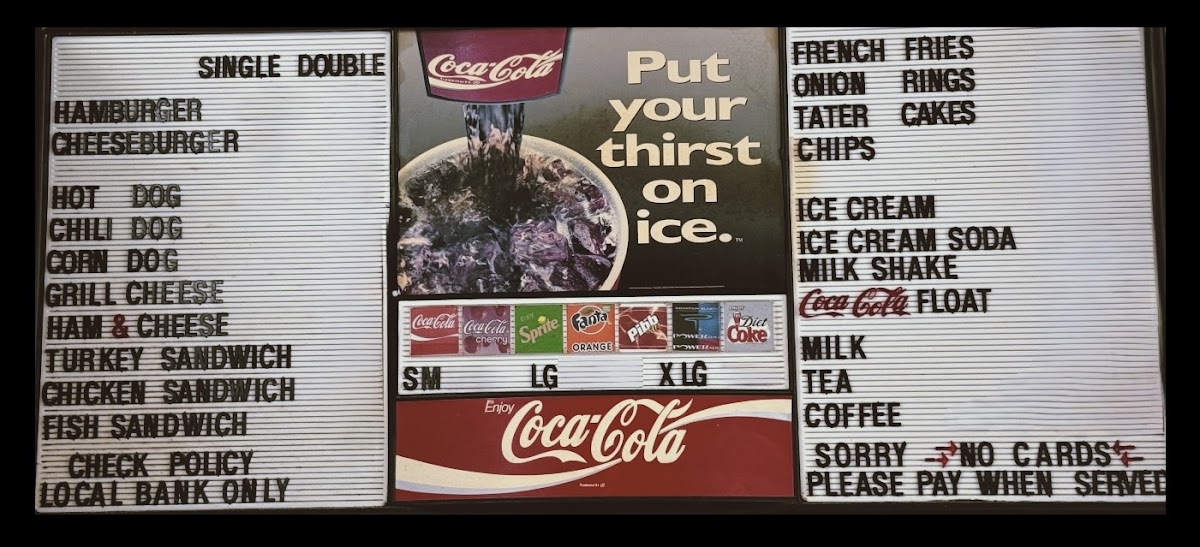 SINGLE DOUBLE
HAMBURGER
CHEESEBURGER
HOT DOG
CHILI DOG
CORN DOG
GRILL CHEESE
HAM & CHEESE
TURKEY SANDWICH
CHICKEN SANDWICH
FISH SANDWICH
CHECK POLICY
LOCAL BANK ONLY
Coca-Cola
Put
your
thirst
on
ice.
TM
Coca-Cola
Coca-Cola
cherry
Sprite
Fanta
ORANGE
Pibb
POWER
Diet
Coke
SM LG X LG
Enjoy
Coca-Cola
FRENCH FRIES
ONION RINGS
TATER CAKES
CHIPS
ICE CREAM
ICE CREAM SODA
MILK SHAKE
Coca-Cola FLOAT
MILK
TEA
COFFEE
SORRY NO CARDS
PLEASE PAY WHEN SERVED